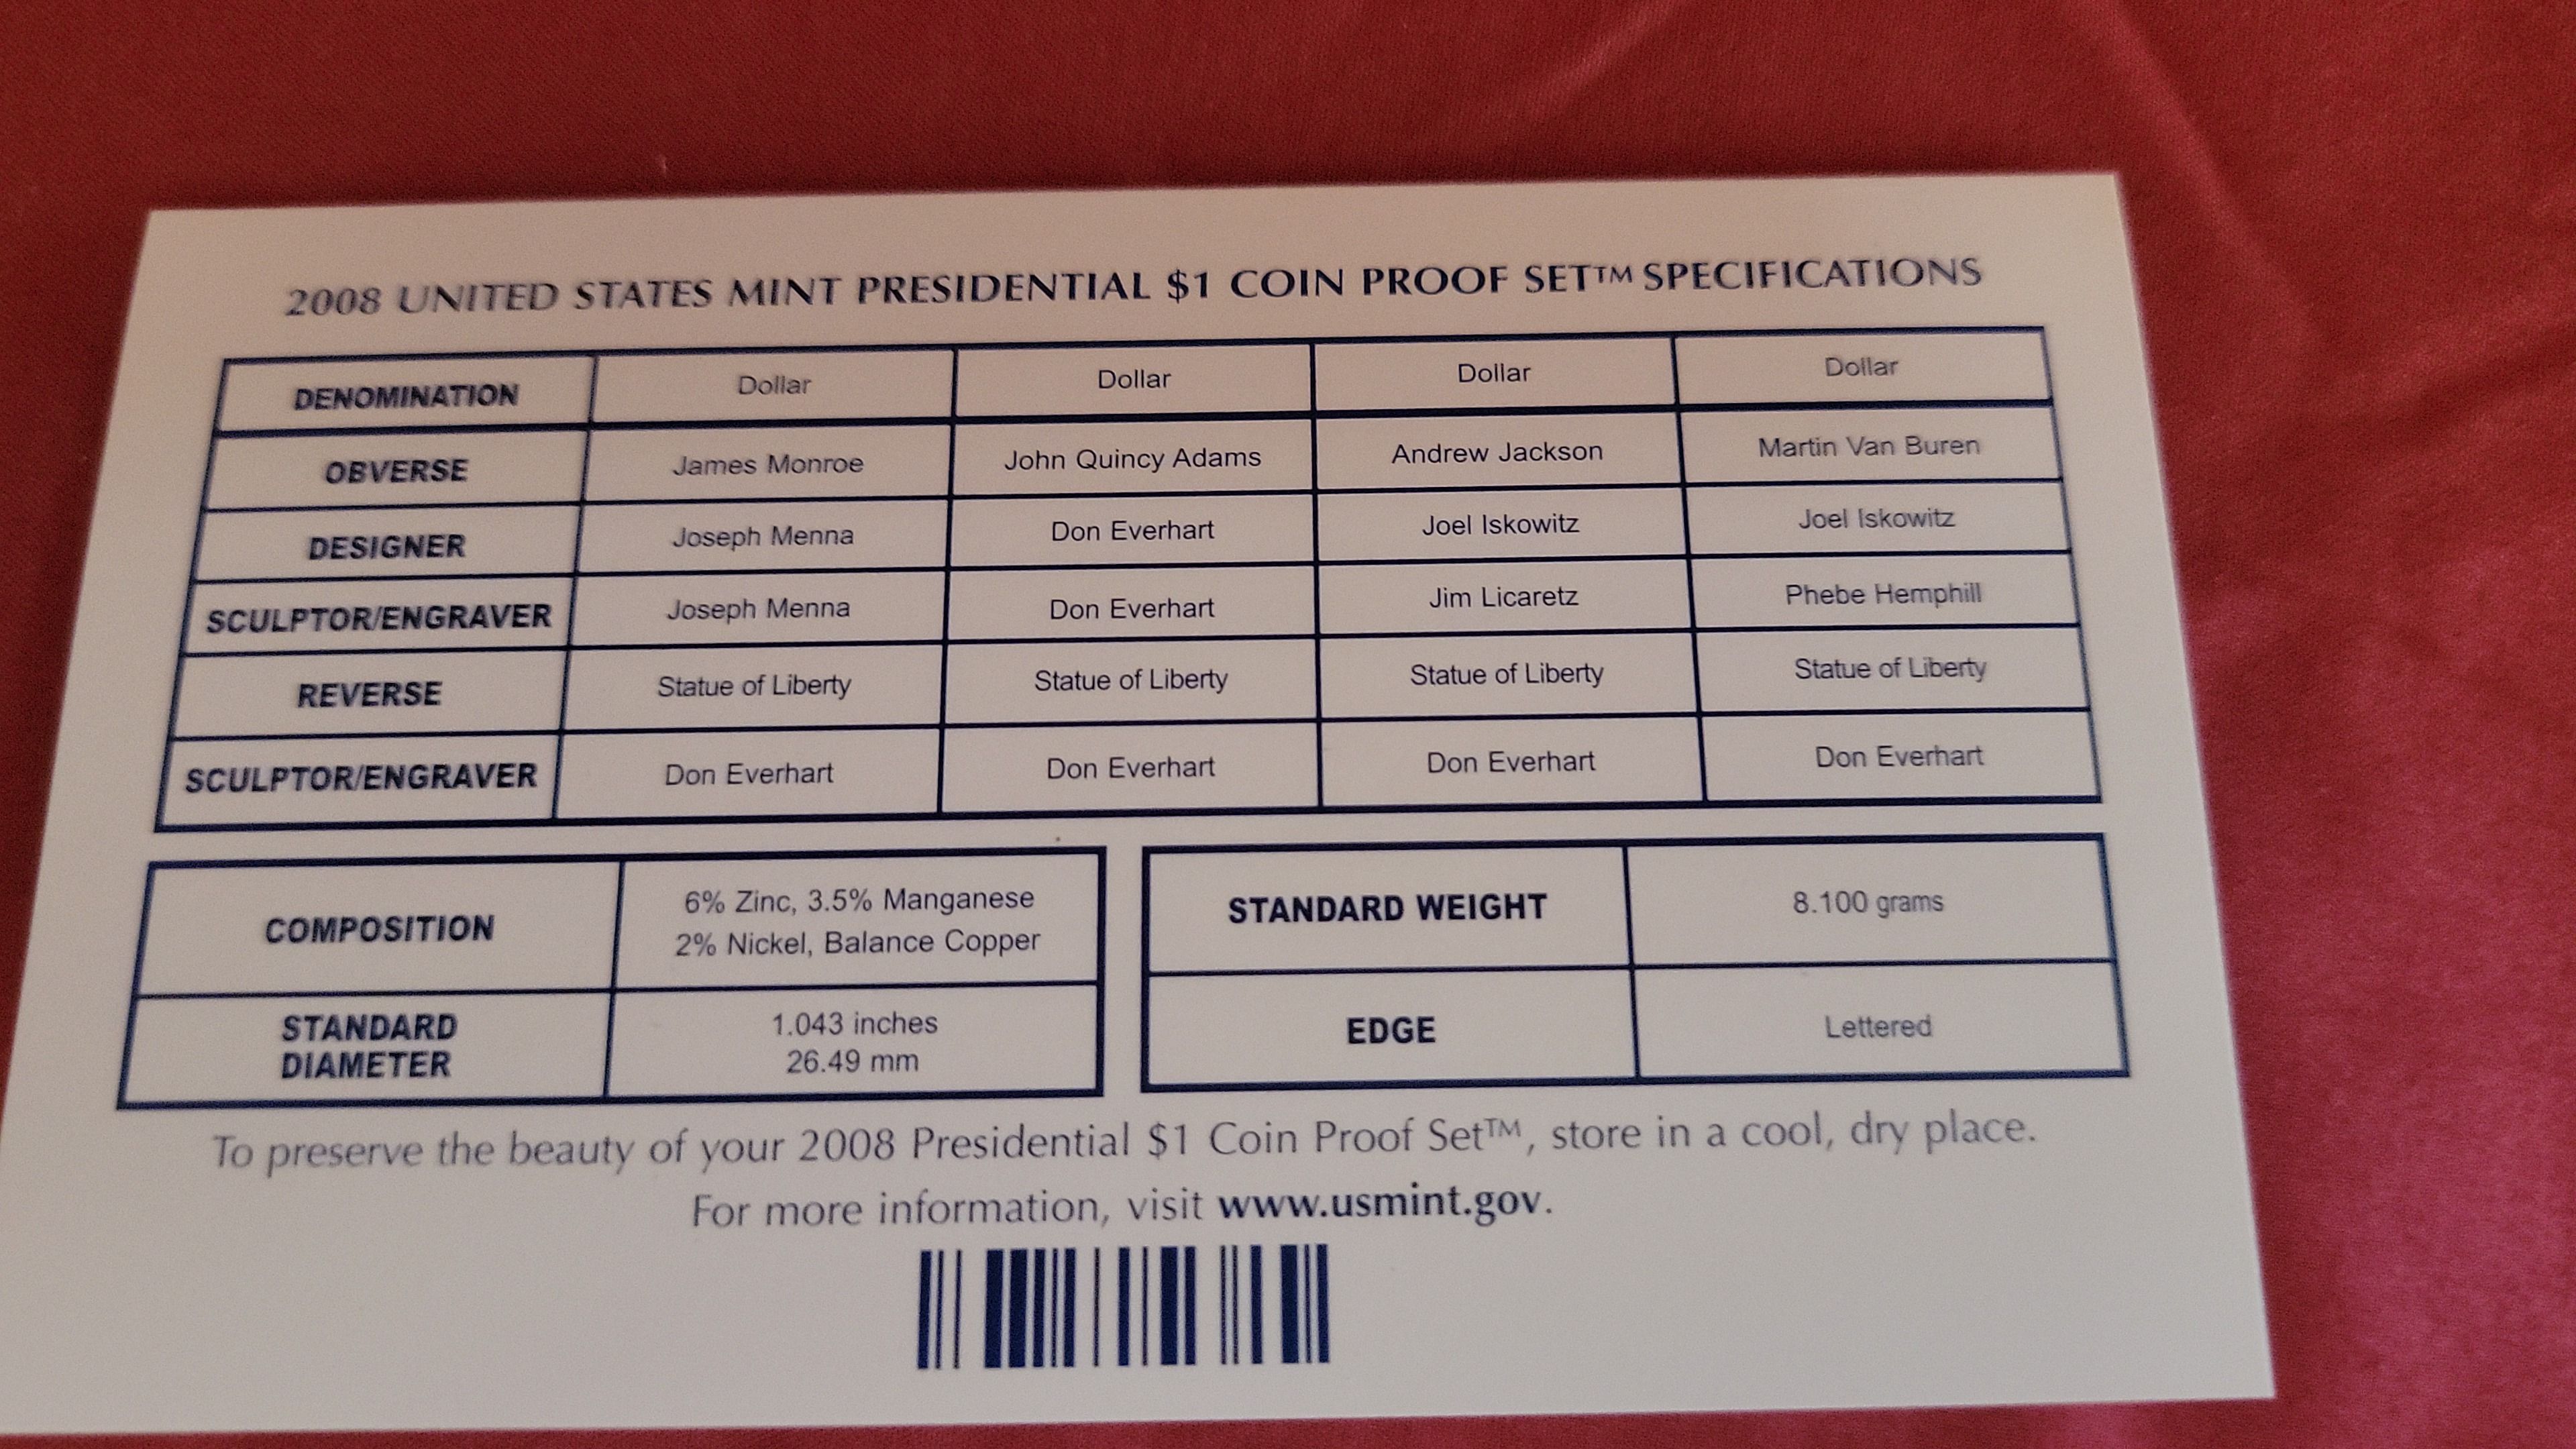 2008 UNITED STATES MINT PRESIDENTIAL $1 COIN PROOF SET™ SPECIFICATIONS
DENOMINATION Dollar Dollar Dollar Dollar
OBVERSE James Monroe John Quincy Adams Andrew Jackson Martin Van Buren
DESIGNER Joseph Menna Don Everhart Joel Iskowitz Joel Iskowitz
SCULPTOR/ENGRAVER Joseph Menna Don Everhart Jim Licaretz Phebe Hemphill
REVERSE Statue of Liberty Statue of Liberty Statue of Liberty Statue of Liberty
SCULPTOR/ENGRAVER Don Everhart Don Everhart Don Everhart Don Everhart
COMPOSITION 6% Zinc, 3.5% Manganese
2% Nickel, Balance Copper
STANDARD DIAMETER 1.043 inches
26.49 mm
STANDARD WEIGHT 8.100 grams
EDGE Lettered
To preserve the beauty of your 2008 Presidential $1 Coin Proof Set™, store in a cool, dry place.
For more information, visit www.usmint.gov.